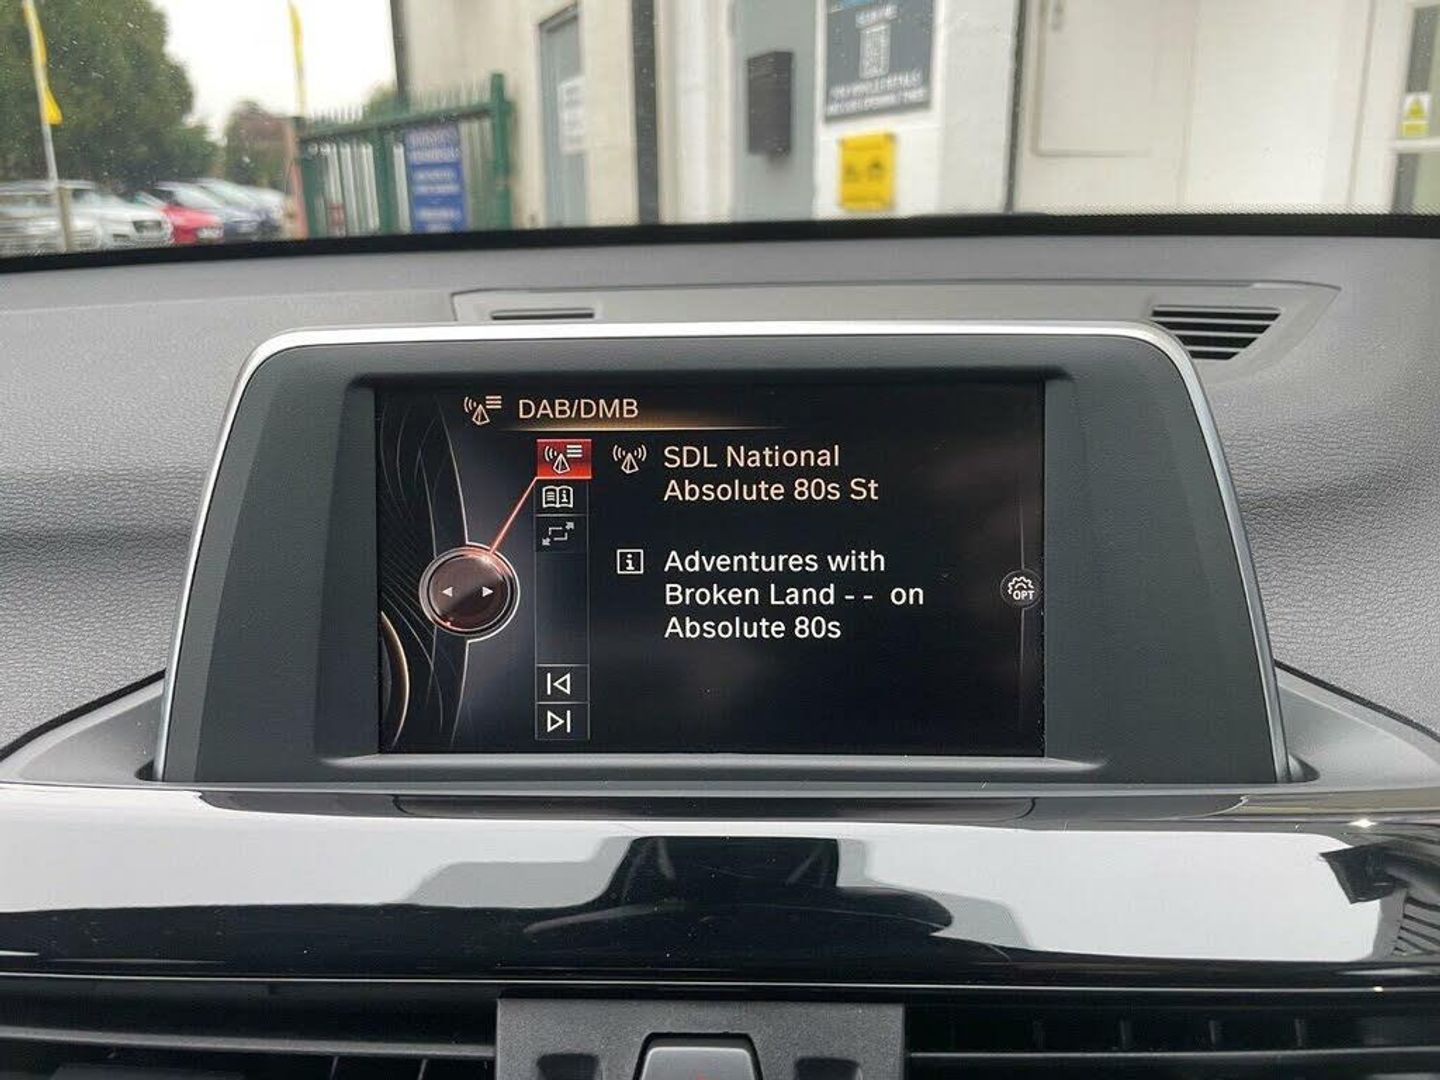 DAB/DMB
SDL National
Absolute 80s St
Adventures with
Broken Land - - on
Absolute 80s
OPT